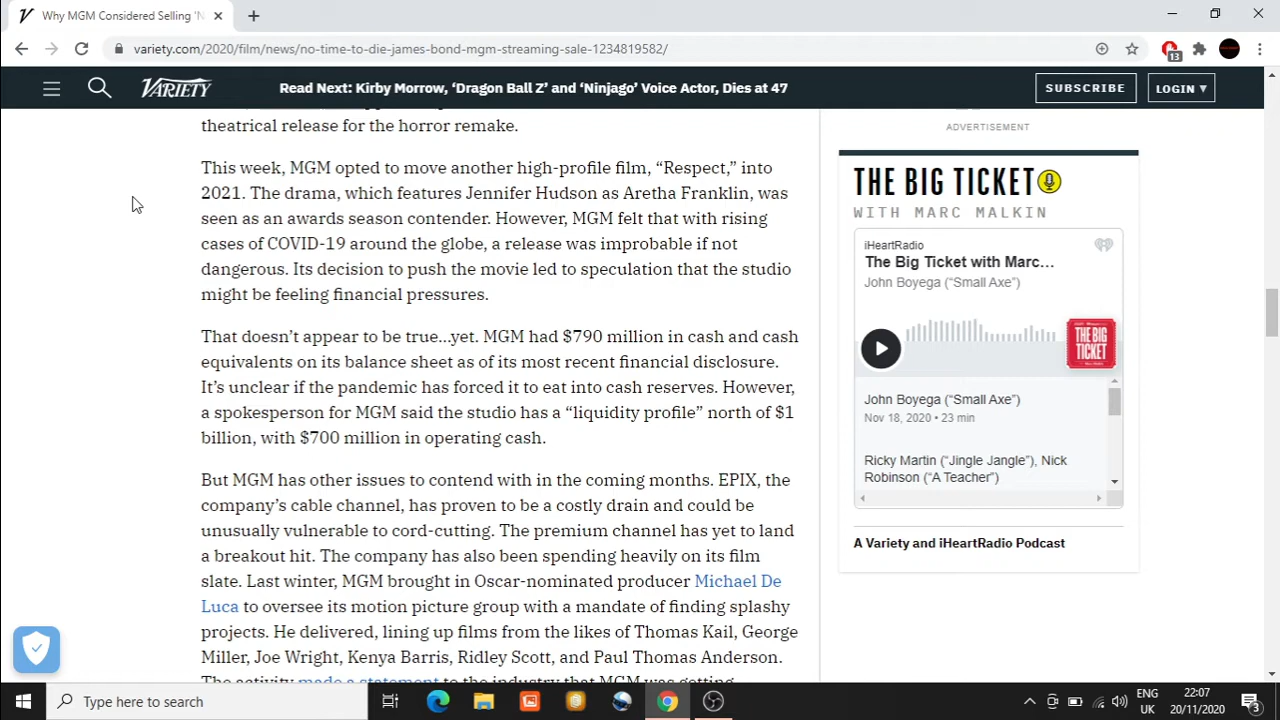 Why MGM Considered Selling 'N
variety.com/2020/film/news/no-time-to-die-james-bond-mgm-streaming-sale-1234819582/
13
VARIETY
Read Next: Kirby Morrow, ‘Dragon Ball Z’ and ‘Ninjago’ Voice Actor, Dies at 47
SUBSCRIBE
LOGIN ▾
theatrical release for the horror remake.
This week, MGM opted to move another high-profile film, “Respect,” into
2021. The drama, which features Jennifer Hudson as Aretha Franklin, was
seen as an awards season contender. However, MGM felt that with rising
cases of COVID-19 around the globe, a release was improbable if not
dangerous. Its decision to push the movie led to speculation that the studio
might be feeling financial pressures.
That doesn’t appear to be true…yet. MGM had $790 million in cash and cash
equivalents on its balance sheet as of its most recent financial disclosure.
It’s unclear if the pandemic has forced it to eat into cash reserves. However,
a spokesperson for MGM said the studio has a “liquidity profile” north of $1
billion, with $700 million in operating cash.
But MGM has other issues to contend with in the coming months. EPIX, the
company’s cable channel, has proven to be a costly drain and could be
unusually vulnerable to cord-cutting. The premium channel has yet to land
a breakout hit. The company has also been spending heavily on its film
slate. Last winter, MGM brought in Oscar-nominated producer Michael De
Luca to oversee its motion picture group with a mandate of finding splashy
projects. He delivered, lining up films from the likes of Thomas Kail, George
Miller, Joe Wright, Kenya Barris, Ridley Scott, and Paul Thomas Anderson.
The activity made a statement to the industry that MGM was getting
ADVERTISEMENT
THE BIG TICKET
WITH MARC MALKIN
iHeartRadio
The Big Ticket with Marc...
John Boyega (“Small Axe”)
THE
BIG
TICKET
John Boyega (“Small Axe”)
Nov 18, 2020 • 23 min
Ricky Martin (“Jingle Jangle”), Nick
Robinson (“A Teacher”)
A Variety and iHeartRadio Podcast
Type here to search
ENG
UK
22:07
20/11/2020
3